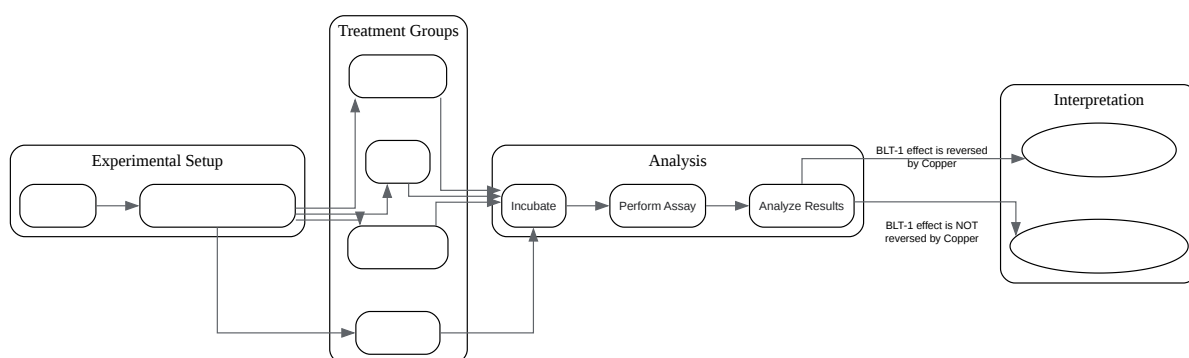 Treatment Groups
Experimental Setup
Analysis
Interpretation
Incubate
Perform Assay
Analyze Results
BLT-1 effect is reversed
by Copper
BLT-1 effect is NOT
reversed by Copper